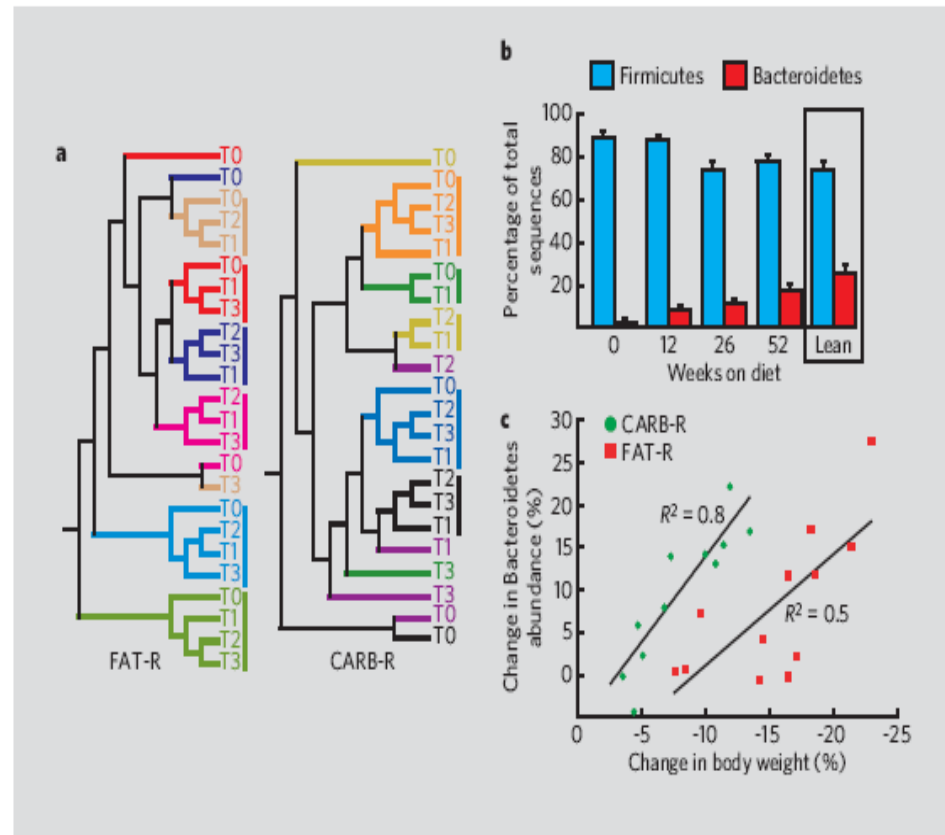 a
T0
T0
T0
T2
T1
T0
T1
T3
T2
T3
T1
T2
T1
T3
T0
T3
T0
T2
T1
T3
T0
T1
T2
T3
FAT-R
T0
T0
T2
T3
T1
T0
T1
T2
T1
T2
T0
T2
T3
T1
T2
T3
T1
T1
T3
T3
T0
T0
CARB-R
b
Firmicutes
Bacteroidetes
Percentage of total
sequences
100
80
60
40
20
0 12 26 52 Lean
Weeks on diet
c
CARB-R
FAT-R
Change in Bacteroidetes
abundance (%)
30
25
20
15
10
5
0
R² = 0.8
R² = 0.5
0 -5 -10 -15 -20 -25
Change in body weight (%)